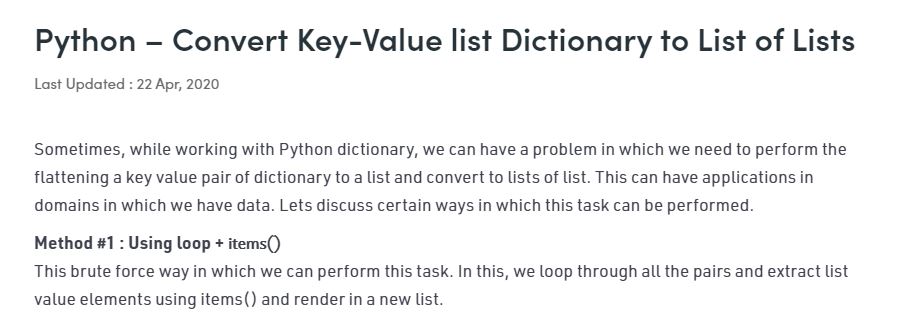 Python – Convert Key-Value list Dictionary to List of Lists
Last Updated : 22 Apr, 2020
Sometimes, while working with Python dictionary, we can have a problem in which we need to perform the
flattening a key value pair of dictionary to a list and convert to lists of list. This can have applications in
domains in which we have data. Lets discuss certain ways in which this task can be performed.
Method #1 : Using loop + items()
This brute force way in which we can perform this task. In this, we loop through all the pairs and extract list
value elements using items() and render in a new list.